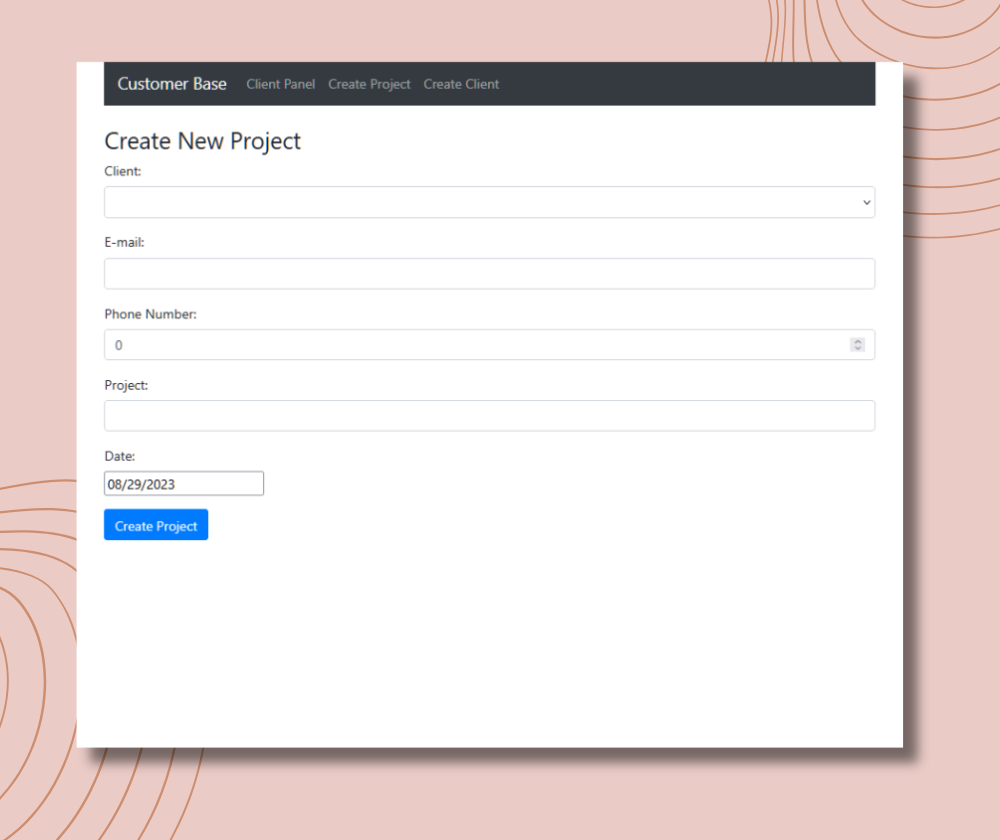 Customer Base Client Panel Create Project Create Client
Create New Project
Client:
E-mail:
Phone Number:
0
Project:
Date:
08/29/2023
Create Project